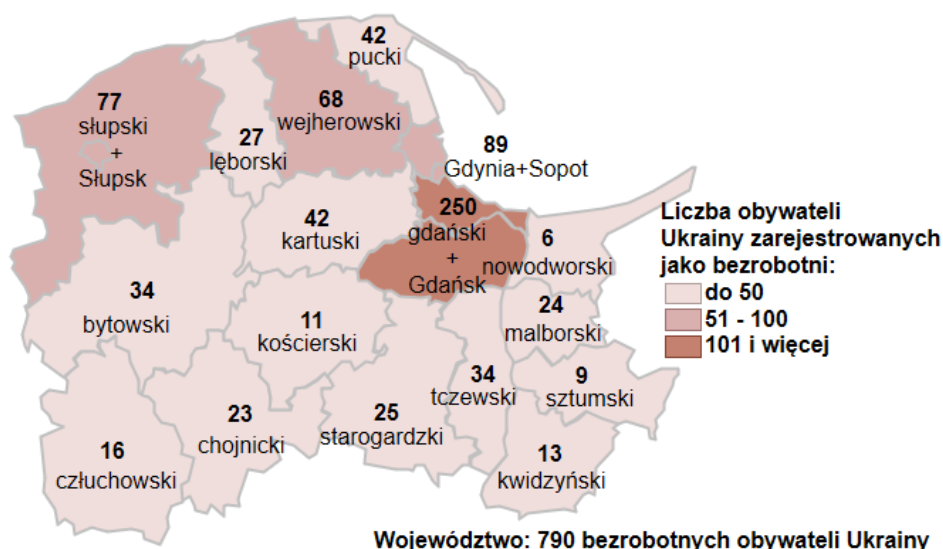 42
pucki
77
słupski
+
Słupsk
68
wejherowski
27
lęborski
89
Gdynia+Sopot
250
gdański
+
Gdańsk
42
kartuski
6
nowodworski
34
bytowski
11
kościerski
24
malborski
34
tczewski
9
sztumski
23
chojnicki
25
starogardzki
16
człuchowski
13
kwidzyński
Liczba obywateli
Ukrainy zarejestrowanych
jako bezrobotni:
do 50
51 - 100
101 i więcej
Województwo: 790 bezrobotnych obywateli Ukrainy